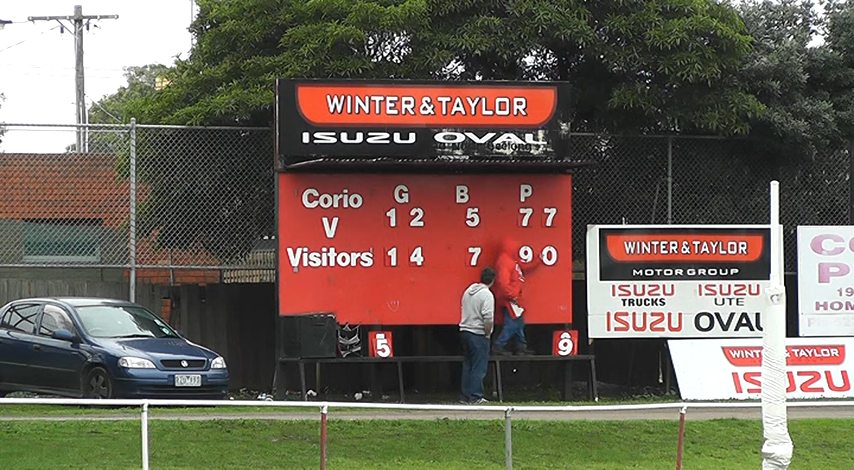 WINTER & TAYLOR
ISUZU OVAL
Corio G B P
12 5 77
V
Visitors 14 7 90
5 9
WINTER & TAYLOR
MOTOR GROUP
ISUZU ISUZU
TRUCKS UTE
ISUZU OVAL
WINTER & TAYLOR
ISUZU
HOM